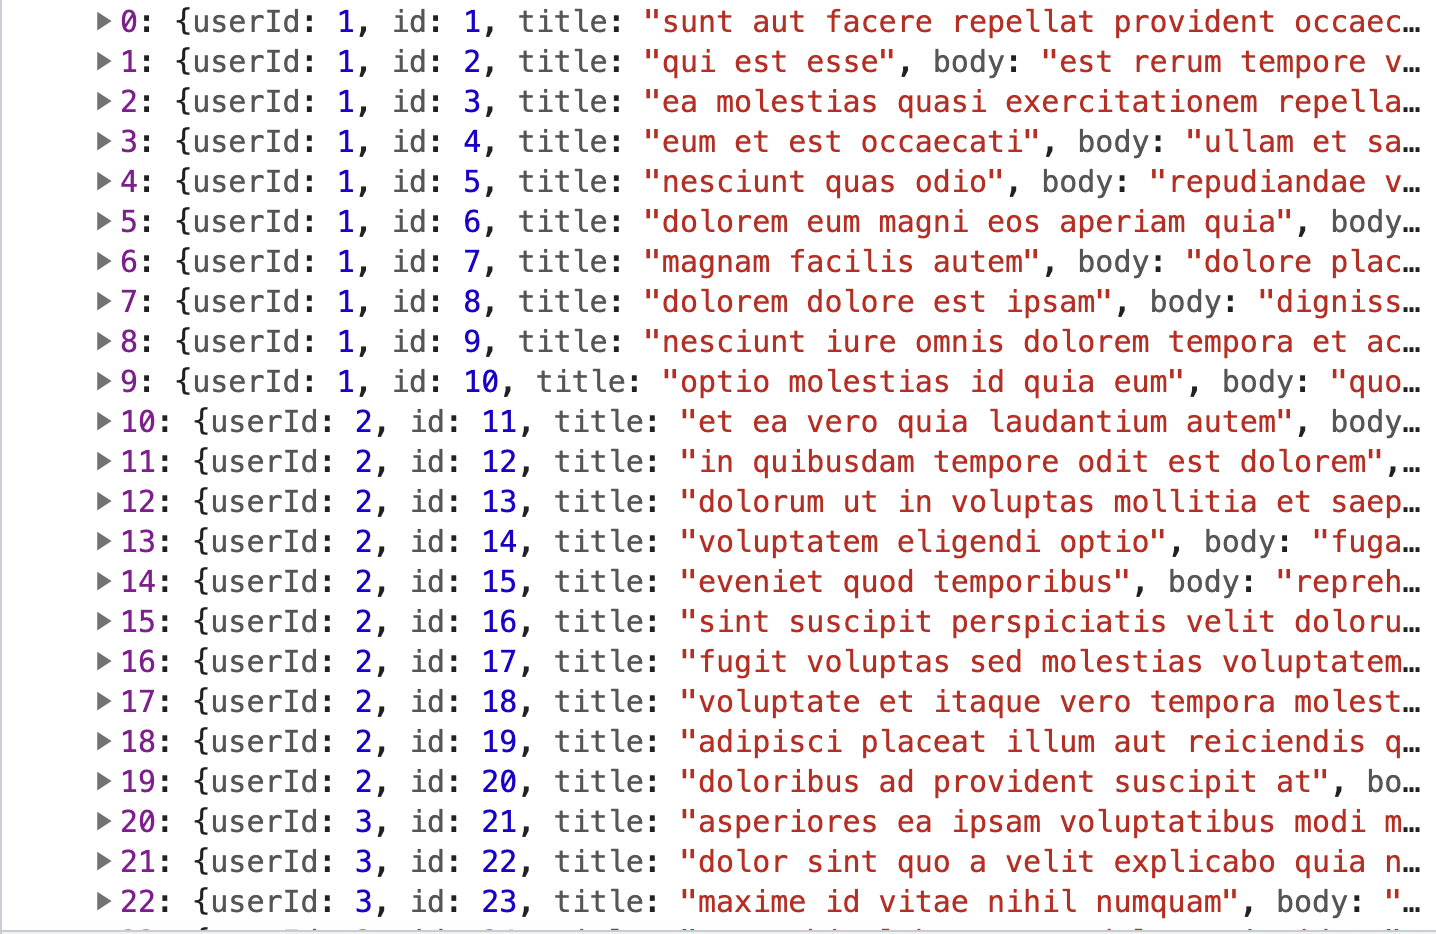 0: {userId: 1, id: 1, title: "sunt aut facere repellat provident occaec…
1: {userId: 1, id: 2, title: "qui est esse", body: "est rerum tempore v…
2: {userId: 1, id: 3, title: "ea molestias quasi exercitationem repella…
3: {userId: 1, id: 4, title: "eum et est occaecati", body: "ullam et sa…
4: {userId: 1, id: 5, title: "nesciunt quas odio", body: "repudiandae v…
5: {userId: 1, id: 6, title: "dolorem eum magni eos aperiam quia", body…
6: {userId: 1, id: 7, title: "magnam facilis autem", body: "dolore plac…
7: {userId: 1, id: 8, title: "dolorem dolore est ipsam", body: "digniss…
8: {userId: 1, id: 9, title: "nesciunt iure omnis dolorem tempora et ac…
9: {userId: 1, id: 10, title: "optio molestias id quia eum", body: "quo…
10: {userId: 2, id: 11, title: "et ea vero quia laudantium autem", body…
11: {userId: 2, id: 12, title: "in quibusdam tempore odit est dolorem",…
12: {userId: 2, id: 13, title: "dolorum ut in voluptas mollitia et saep…
13: {userId: 2, id: 14, title: "voluptatem eligendi optio", body: "fuga…
14: {userId: 2, id: 15, title: "eveniet quod temporibus", body: "repreh…
15: {userId: 2, id: 16, title: "sint suscipit perspiciatis velit doloru…
16: {userId: 2, id: 17, title: "fugit voluptas sed molestias voluptatem…
17: {userId: 2, id: 18, title: "voluptate et itaque vero tempora molest…
18: {userId: 2, id: 19, title: "adipisci placeat illum aut reiciendis q…
19: {userId: 2, id: 20, title: "doloribus ad provident suscipit at", bo…
20: {userId: 3, id: 21, title: "asperiores ea ipsam voluptatibus modi m…
21: {userId: 3, id: 22, title: "dolor sint quo a velit explicabo quia n…
22: {userId: 3, id: 23, title: "maxime id vitae nihil numquam", body: "…